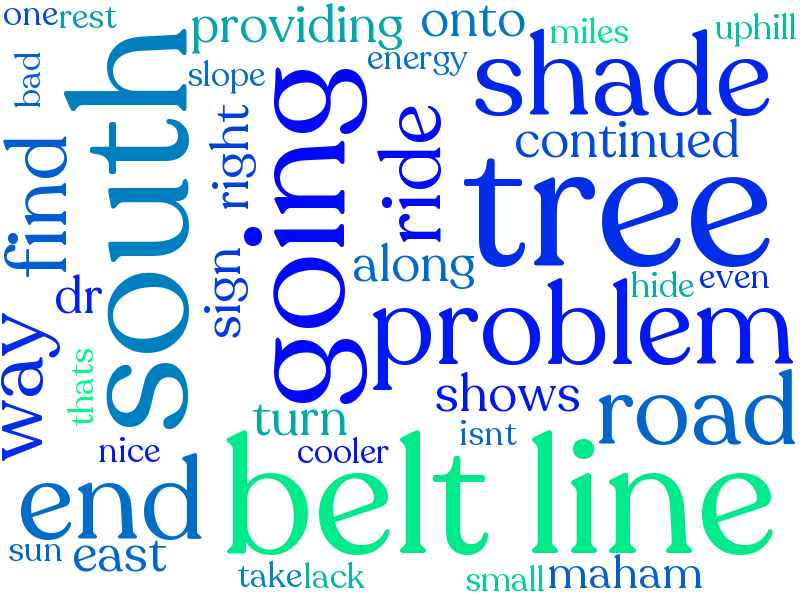 one
rest
providing
onto
miles
uphill
bad
slope
energy
shade
south
going
right
ride
continued
find
tree
sign
along
hide
even
dr
problem
way
thats
shows
road
turn
isnt
nice
cooler
belt line
end
sun
east
take
lack
small
maham